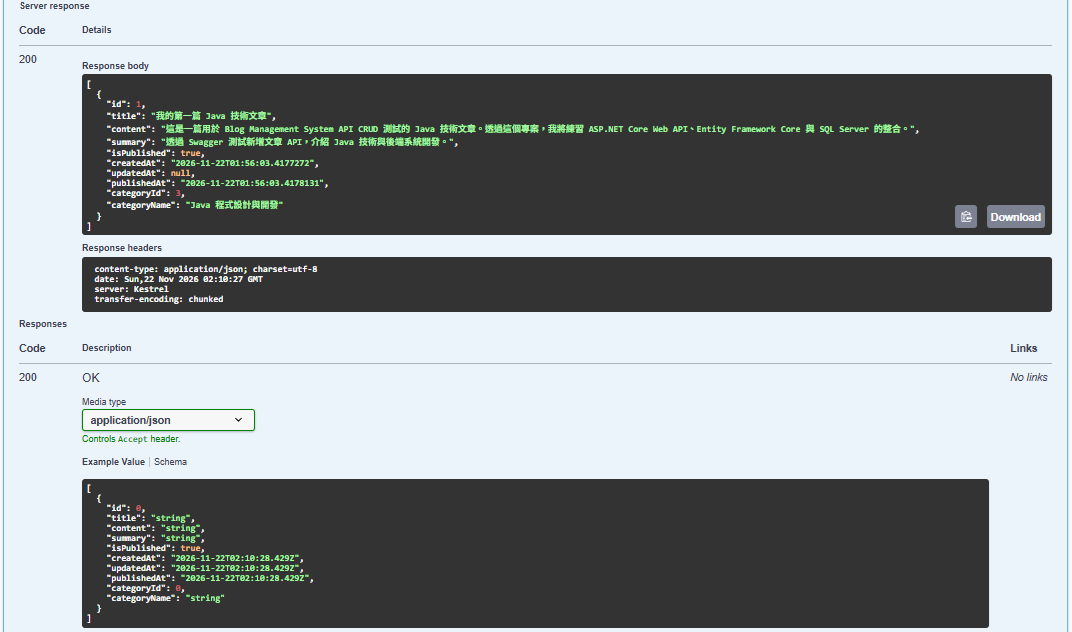 Server response
Code Details
200
Response body
[
  {
    "id": 1,
    "title": "我的第一篇 Java 技術文章",
    "content": "這是一篇用於 Blog Management System API CRUD 測試的 Java 技術文章。透過這個專案，我將練習 ASP.NET Core Web API、Entity Framework Core 與 SQL Server 的整合。",
    "summary": "透過 Swagger 測試新增文章 API，介紹 Java 技術與後端系統開發。",
    "isPublished": true,
    "createdAt": "2026-11-22T01:56:03.4177272",
    "updatedAt": null,
    "publishedAt": "2026-11-22T01:56:03.4178131",
    "categoryId": 3,
    "categoryName": "Java 程式設計與開發"
  }
]
Download
Response headers
content-type: application/json; charset=utf-8
date: Sun,22 Nov 2026 02:10:27 GMT
server: Kestrel
transfer-encoding: chunked
Responses
Code Description Links
200 OK No links
Media type
application/json
Controls Accept header.
Example Value | Schema
[
  {
    "id": 0,
    "title": "string",
    "content": "string",
    "summary": "string",
    "isPublished": true,
    "createdAt": "2026-11-22T02:10:28.429Z",
    "updatedAt": "2026-11-22T02:10:28.429Z",
    "publishedAt": "2026-11-22T02:10:28.429Z",
    "categoryId": 0,
    "categoryName": "string"
  }
]